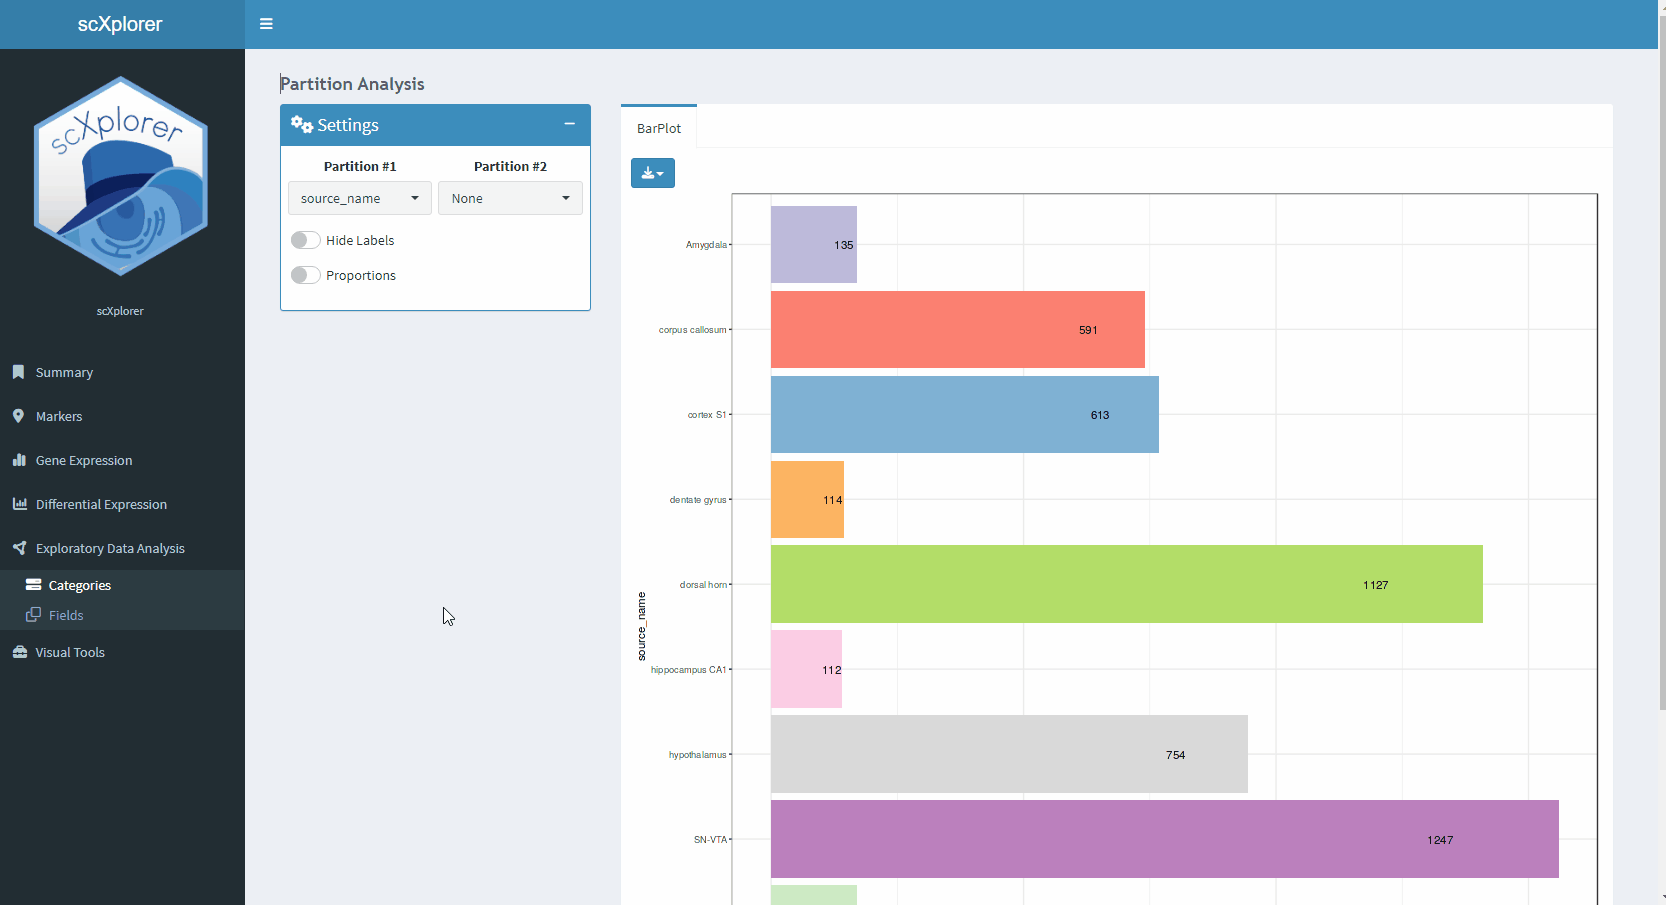 scXplorer
scXplorer
scXplorer
Summary
Markers
Gene Expression
Differential Expression
Exploratory Data Analysis
Categories
Fields
Visual Tools
Partition Analysis
Settings
Partition #1 Partition #2
source_name None
Hide Labels
Proportions
BarPlot
source_name
Amygdala 135
corpus callosum 591
cortex S1 613
dentate gyrus 114
dorsal horn 1127
hippocampus CA1 112
hypothalamus 754
SN-VTA 1247